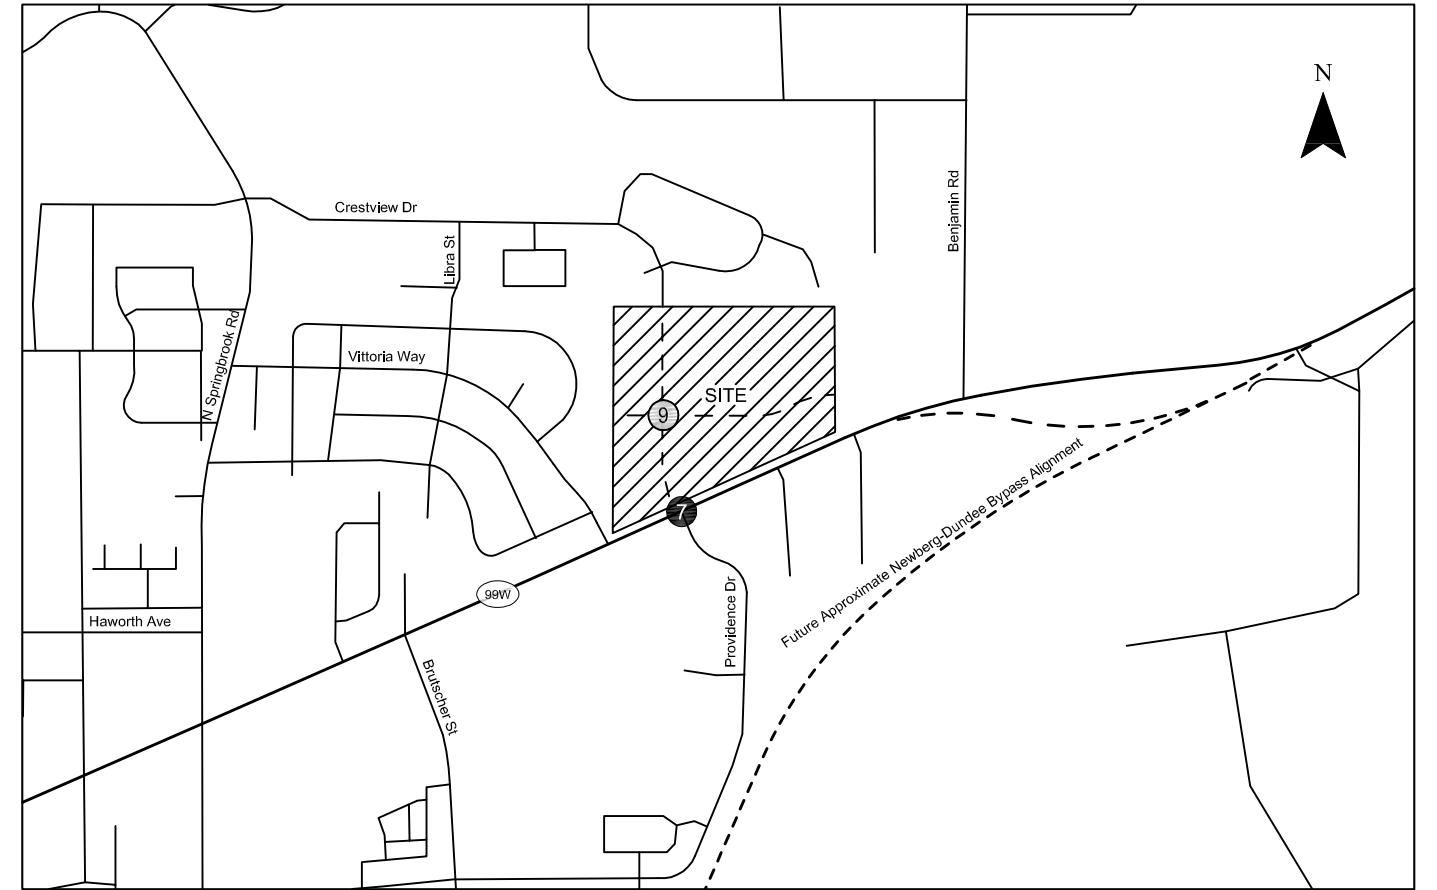 N
Benjamin Rd
Crestview Dr
Libra St
N Springbrook Rd
Vittoria Way
SITE
9
7
Future Approximate Newberg-Dundee Bypass Alignment
99W
Providence Dr
Haworth Ave
Brutscher St